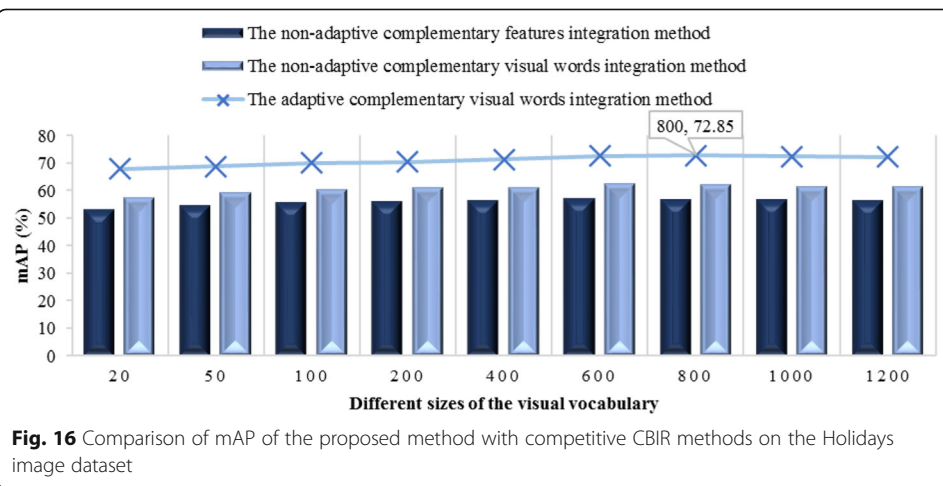 The non-adaptive complementary features integration method
The non-adaptive complementary visual words integration method
The adaptive complementary visual words integration method
800, 72.85
80
70
60
50
40
30
20
10
0
mAP (%)
20 50 100 200 400 600 800 1000 1200
Different sizes of the visual vocabulary
Fig. 16 Comparison of mAP of the proposed method with competitive CBIR methods on the Holidays
image dataset